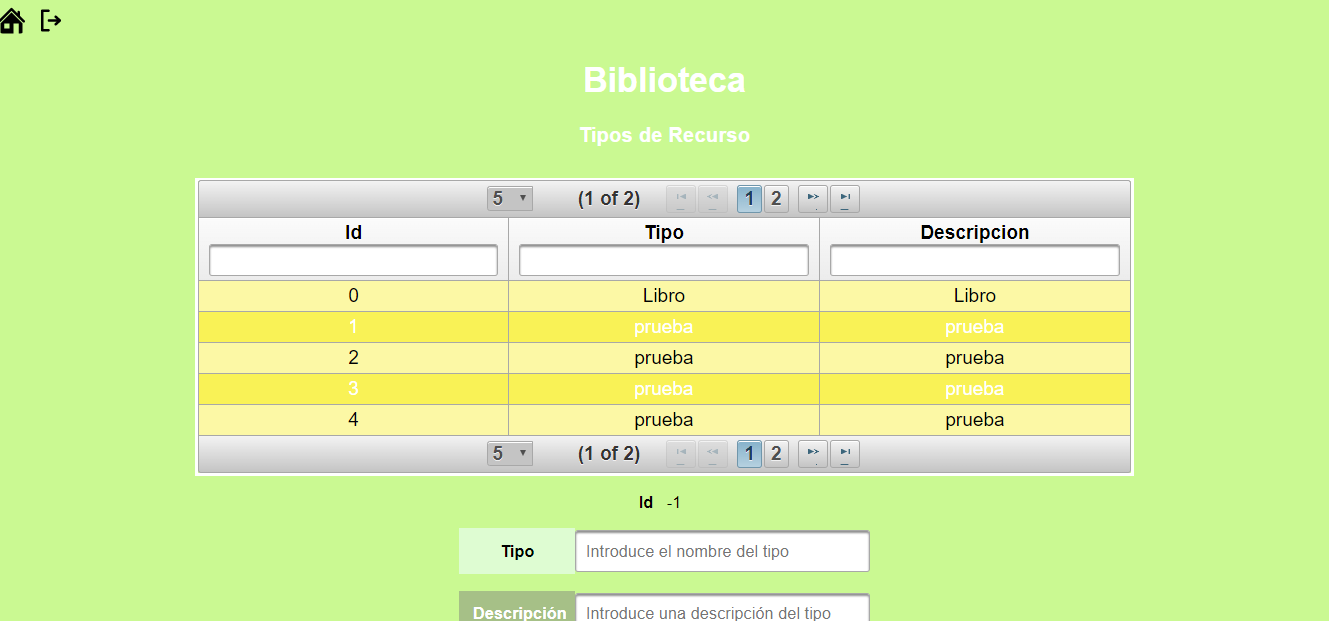 Biblioteca
Tipos de Recurso
5 (1 of 2) 1 2
Id Tipo Descripcion
0 Libro Libro
1 prueba prueba
2 prueba prueba
3 prueba prueba
4 prueba prueba
5 (1 of 2) 1 2
Id -1
Tipo Introduce el nombre del tipo
Descripción Introduce una descripción del tipo